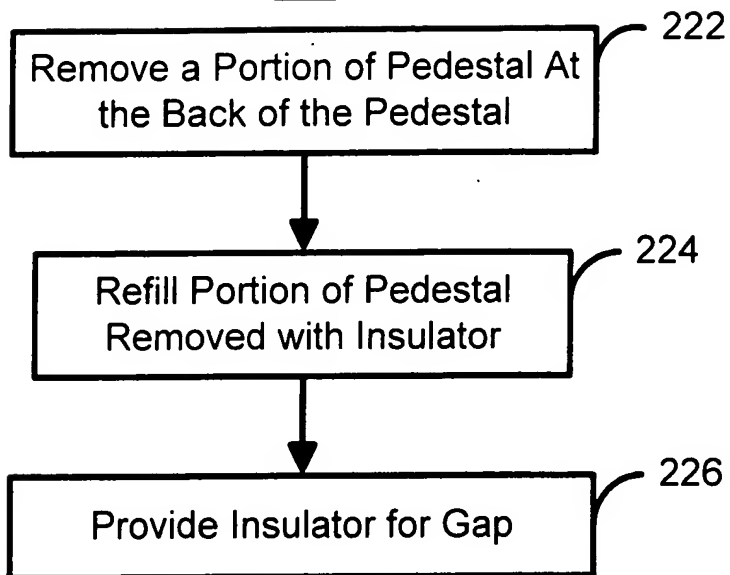 222
Remove a Portion of Pedestal At
the Back of the Pedestal
224
Refill Portion of Pedestal
Removed with Insulator
226
Provide Insulator for Gap